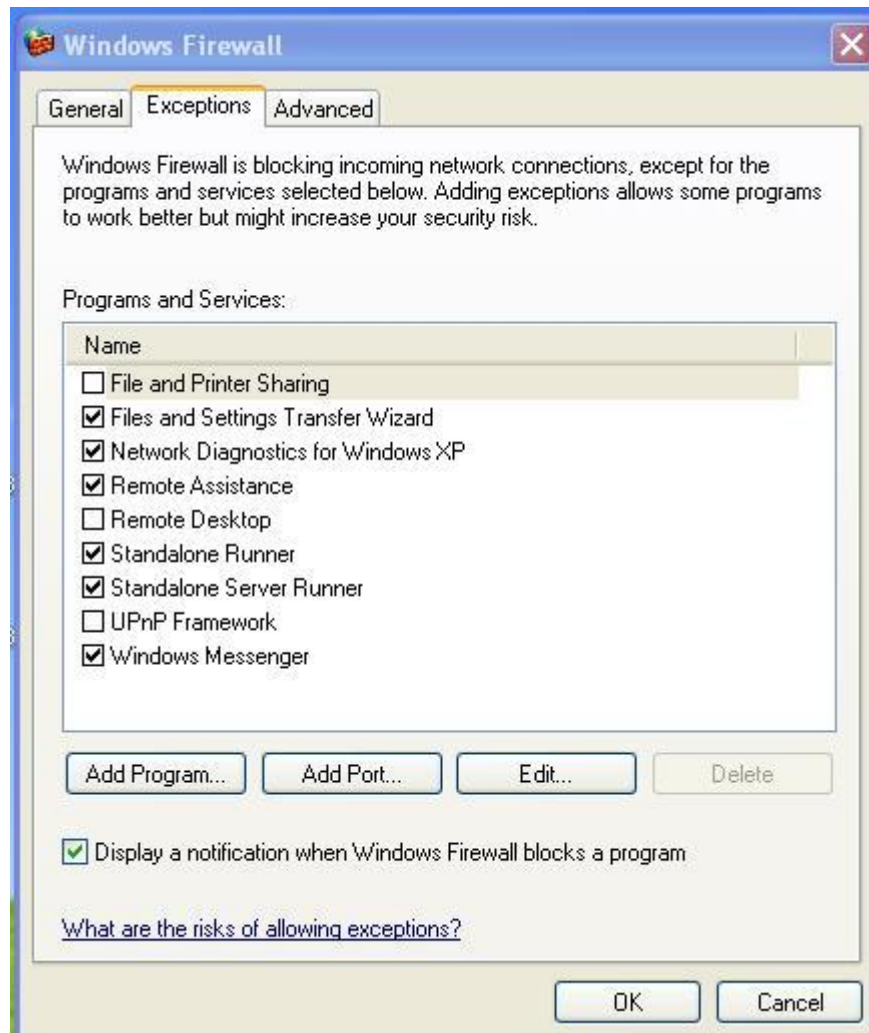 Windows Firewall
General Exceptions Advanced
Windows Firewall is blocking incoming network connections, except for the
programs and services selected below. Adding exceptions allows some programs
to work better but might increase your security risk.
Programs and Services:
Name
File and Printer Sharing
Files and Settings Transfer Wizard
Network Diagnostics for Windows XP
Remote Assistance
Remote Desktop
Standalone Runner
Standalone Server Runner
UPnP Framework
Windows Messenger
Add Program... Add Port... Edit... Delete
Display a notification when Windows Firewall blocks a program
What are the risks of allowing exceptions?
OK Cancel